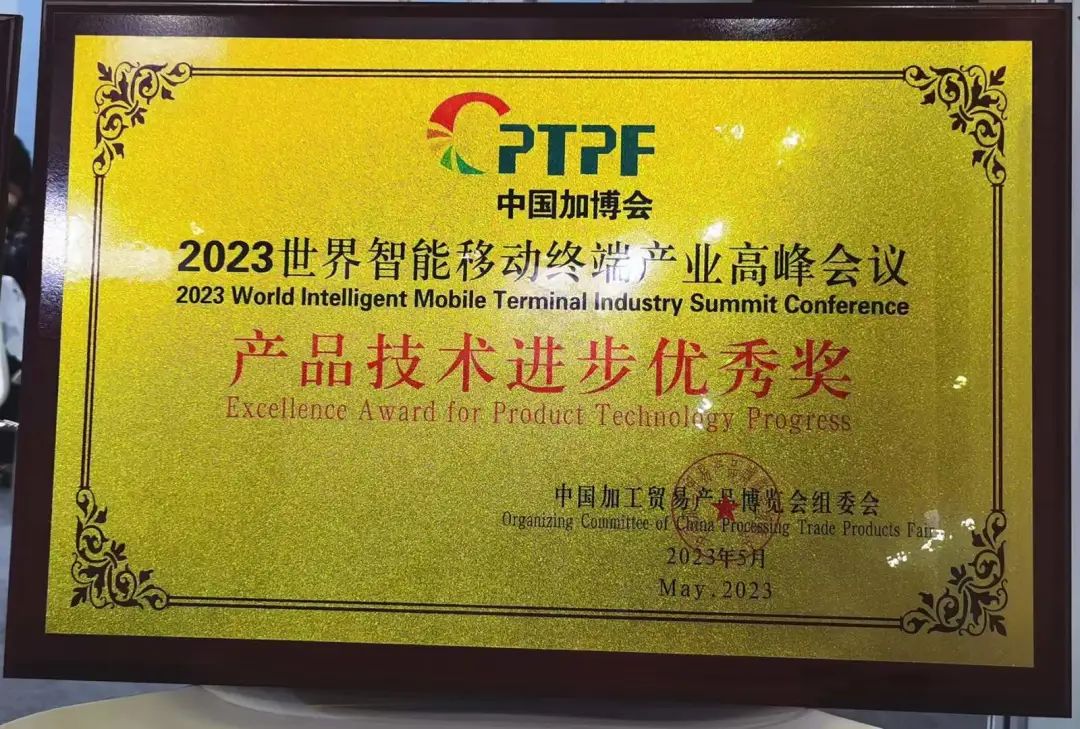 CPTPF
中国加博会
2023世界智能移动终端产业高峰会议
2023 World Intelligent Mobile Terminal Industry Summit Conference
产品技术进步优秀奖
Excellence Award for Product Technology Progress
中国加工贸易产品博览会组委会
Organizing Committee of China Processing Trade Products Fair
2023年5月
May.2023